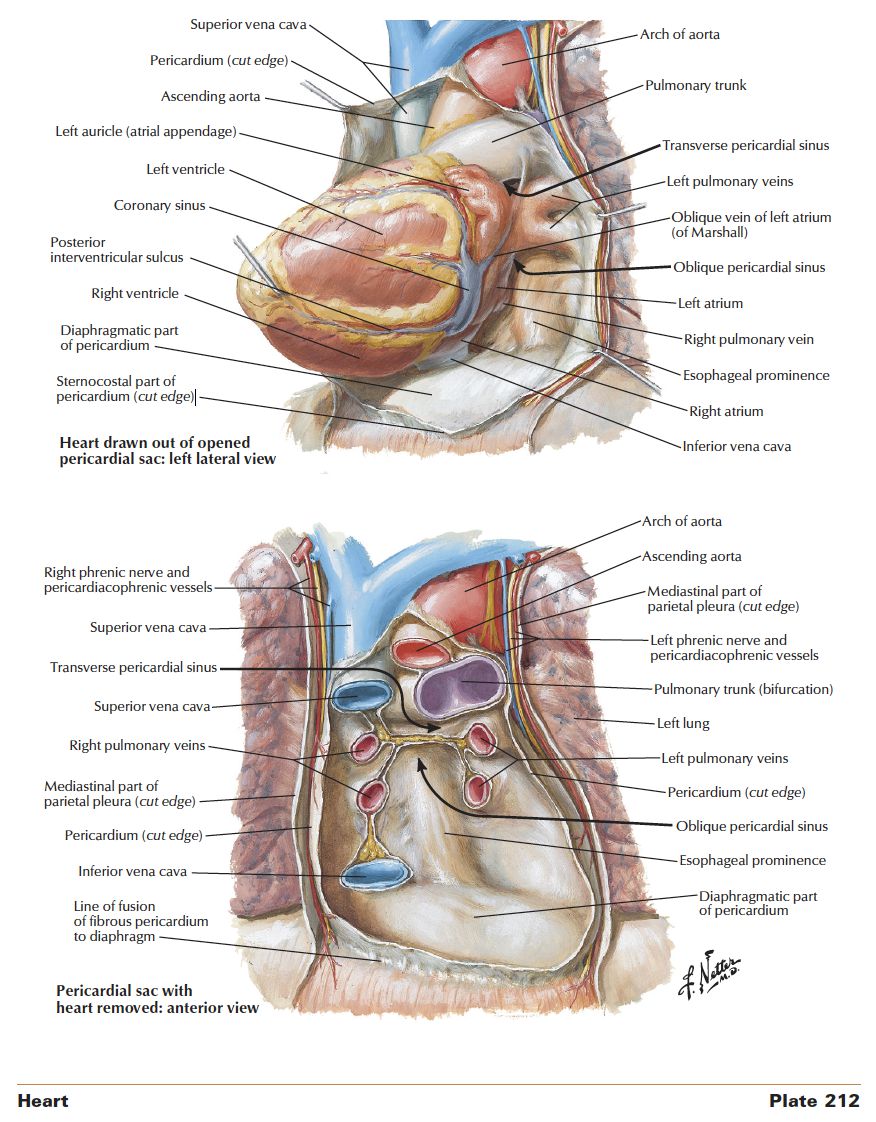 Superior vena cava
Pericardium (cut edge)
Ascending aorta
Left auricle (atrial appendage)
Left ventricle
Coronary sinus
Posterior
interventricular sulcus
Right ventricle
Diaphragmatic part
of pericardium
Sternocostal part of
pericardium (cut edge)
Heart drawn out of opened
pericardial sac: left lateral view
Arch of aorta
Pulmonary trunk
Transverse pericardial sinus
Left pulmonary veins
Oblique vein of left atrium
(of Marshall)
Oblique pericardial sinus
Left atrium
Right pulmonary vein
Esophageal prominence
Right atrium
Inferior vena cava
Right phrenic nerve and
pericardiacophrenic vessels
Superior vena cava
Transverse pericardial sinus
Superior vena cava
Right pulmonary veins
Mediastinal part of
parietal pleura (cut edge)
Pericardium (cut edge)
Inferior vena cava
Line of fusion
of fibrous pericardium
to diaphragm
Pericardial sac with
heart removed: anterior view
Arch of aorta
Ascending aorta
Mediastinal part of
parietal pleura (cut edge)
Left phrenic nerve and
pericardiacophrenic vessels
Pulmonary trunk (bifurcation)
Left lung
Left pulmonary veins
Pericardium (cut edge)
Oblique pericardial sinus
Esophageal prominence
Diaphragmatic part
of pericardium
F. Netter
M.D.
Heart
Plate 212